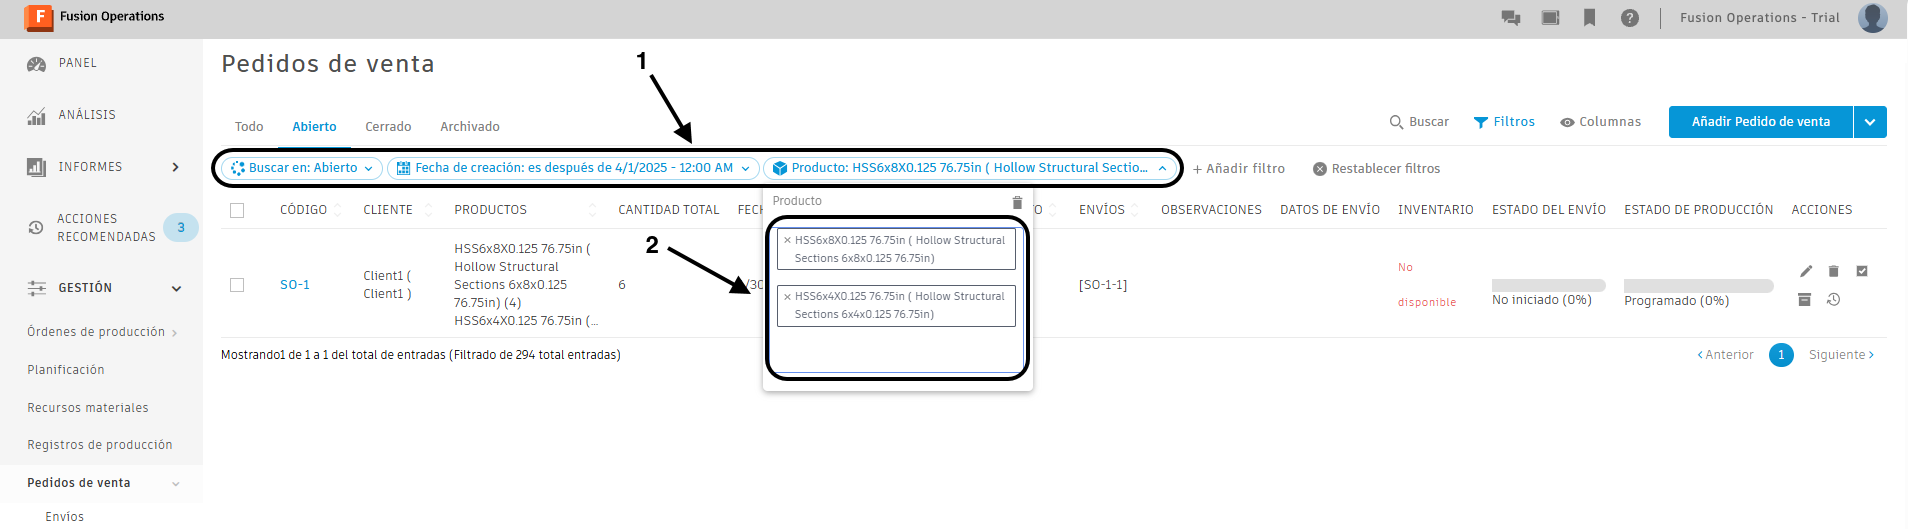 Fusion Operations
Fusion Operations - Trial
PANEL
ANÁLISIS
INFORMES
ACCIONES
RECOMENDADAS
3
GESTIÓN
Órdenes de producción
Planificación
Recursos materiales
Registros de producción
Pedidos de venta
Envíos
Pedidos de venta
1
Todo Abierto Cerrado Archivado
Buscar Filtros Columnas Añadir Pedido de venta
Buscar en: Abierto Fecha de creación: es después de 4/1/2025 - 12:00 AM Producto: HSS6x8X0.125 76.75in ( Hollow Structural Sectio... + Añadir filtro Restablecer filtros
CÓDIGO CLIENTE PRODUCTOS CANTIDAD TOTAL FECH TO ENVÍOS OBSERVACIONES DATOS DE ENVÍO INVENTARIO ESTADO DEL ENVÍO ESTADO DE PRODUCCIÓN ACCIONES
SO-1
Client1 (
Client1 )
HSS6x8X0.125 76.75in (
Hollow Structural
Sections 6x8x0.125
76.75in) (4)
HSS6x4X0.125 76.75in (...
6
/30
Producto
2
× HSS6x8X0.125 76.75in ( Hollow Structural
Sections 6x8x0.125 76.75in)
× HSS6x4X0.125 76.75in ( Hollow Structural
Sections 6x4x0.125 76.75in)
[SO-1-1]
No
disponible
No iniciado (0%)
Programado (0%)
Mostrando1 de 1 a 1 del total de entradas (Filtrado de 294 total entradas)
Anterior 1 Siguiente